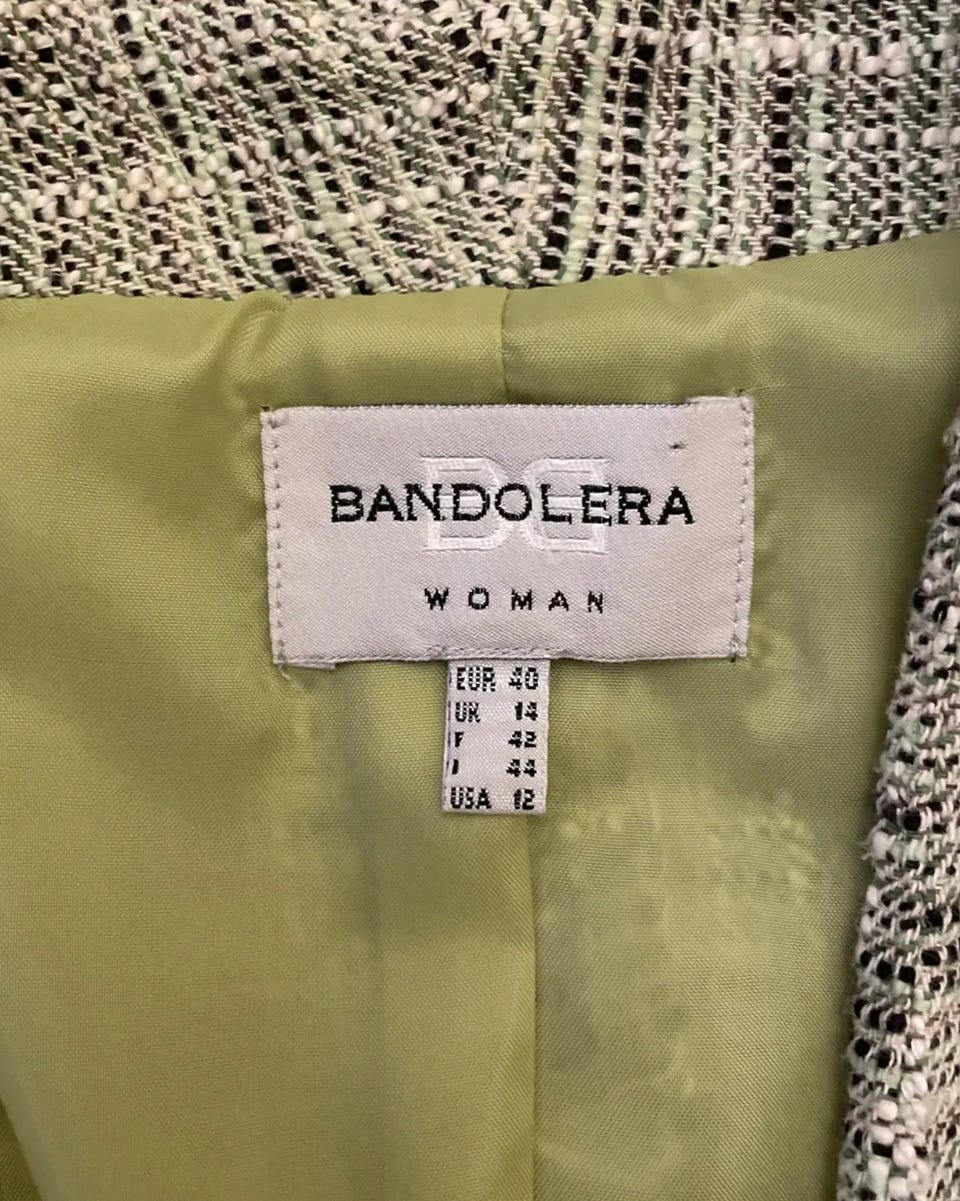 BANDOLERA
WOMAN
EUR 40
UK 14
F 42
I 44
USA 12